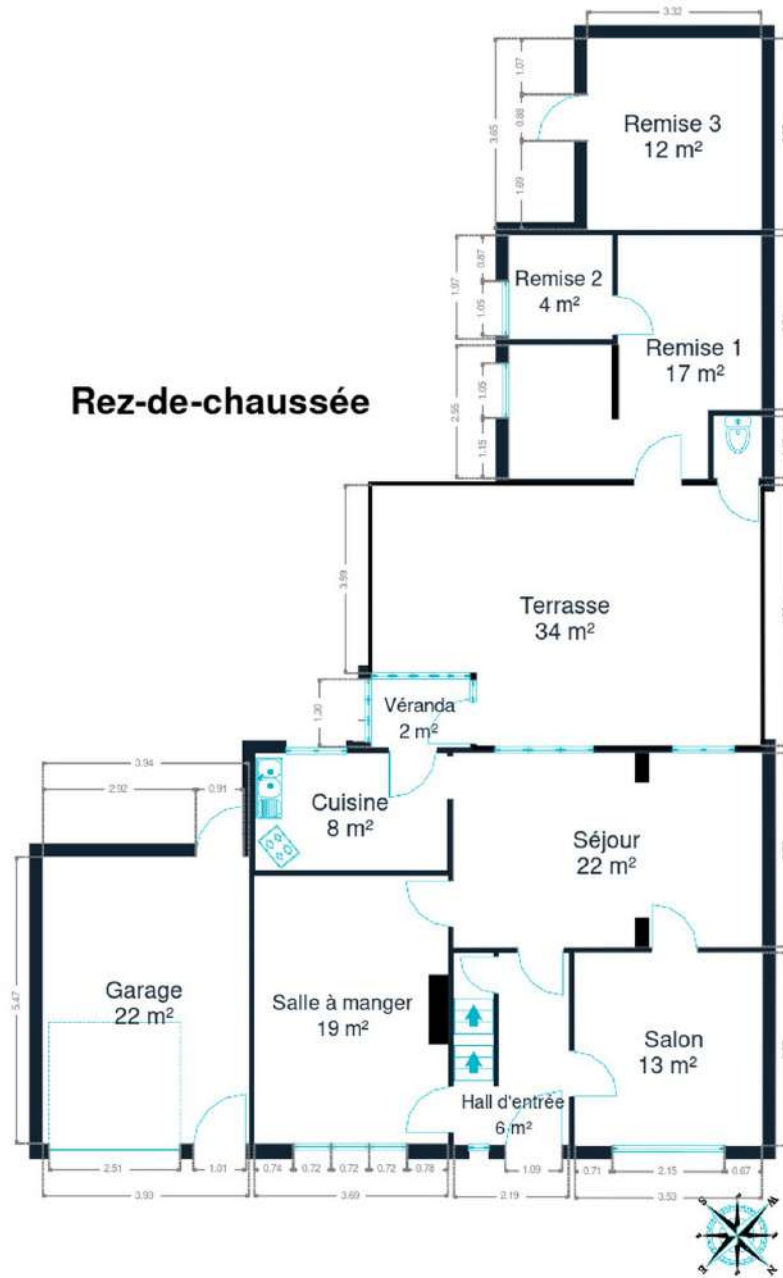 3.32
1.07
0.88
3.65
1.69
Remise 3
12 m²
0.87
1.97
1.05
Remise 2
4 m²
Remise 1
17 m²
Rez-de-chaussée
1.05
2.55
1.15
3.59
Terrasse
34 m²
1.30
Véranda
2 m²
3.94
2.92
0.91
Cuisine
8 m²
Séjour
22 m²
5.47
Garage
22 m²
Salle à manger
19 m²
Salon
13 m²
Hall d'entrée
6 m²
2.51
1.01
0.74
0.72
0.72
0.72
0.78
1.09
0.71
2.15
0.67
3.93
3.69
2.19
3.53
S
W
E
N